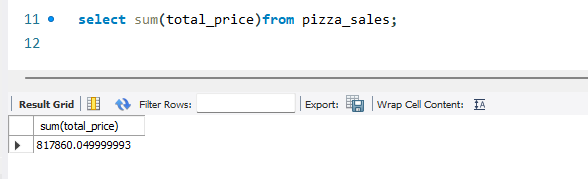 11 select sum(total_price)from pizza_sales;
12
Result Grid Filter Rows: Export: Wrap Cell Content:
sum(total_price)
817860.049999993